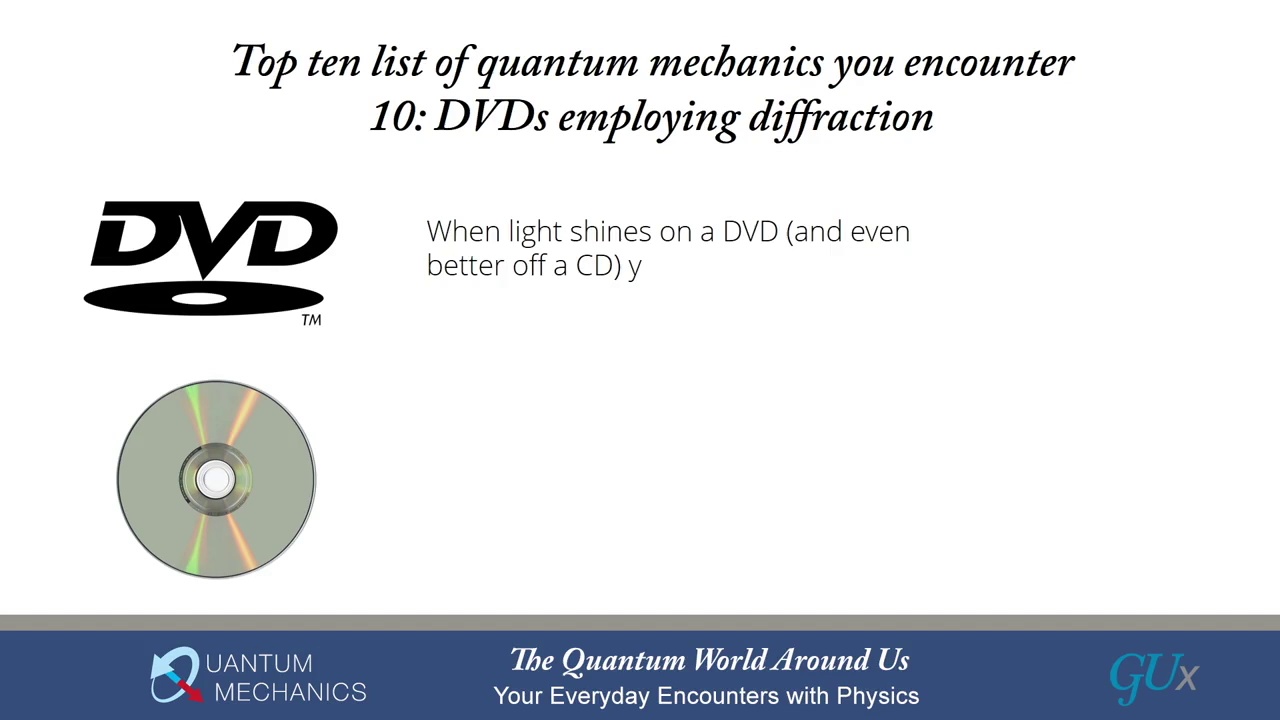 Top ten list of quantum mechanics you encounter
10: DVDs employing diffraction
DVD
TM
When light shines on a DVD (and even
better off a CD) y
QUANTUM
MECHANICS
The Quantum World Around Us
Your Everyday Encounters with Physics
GUx